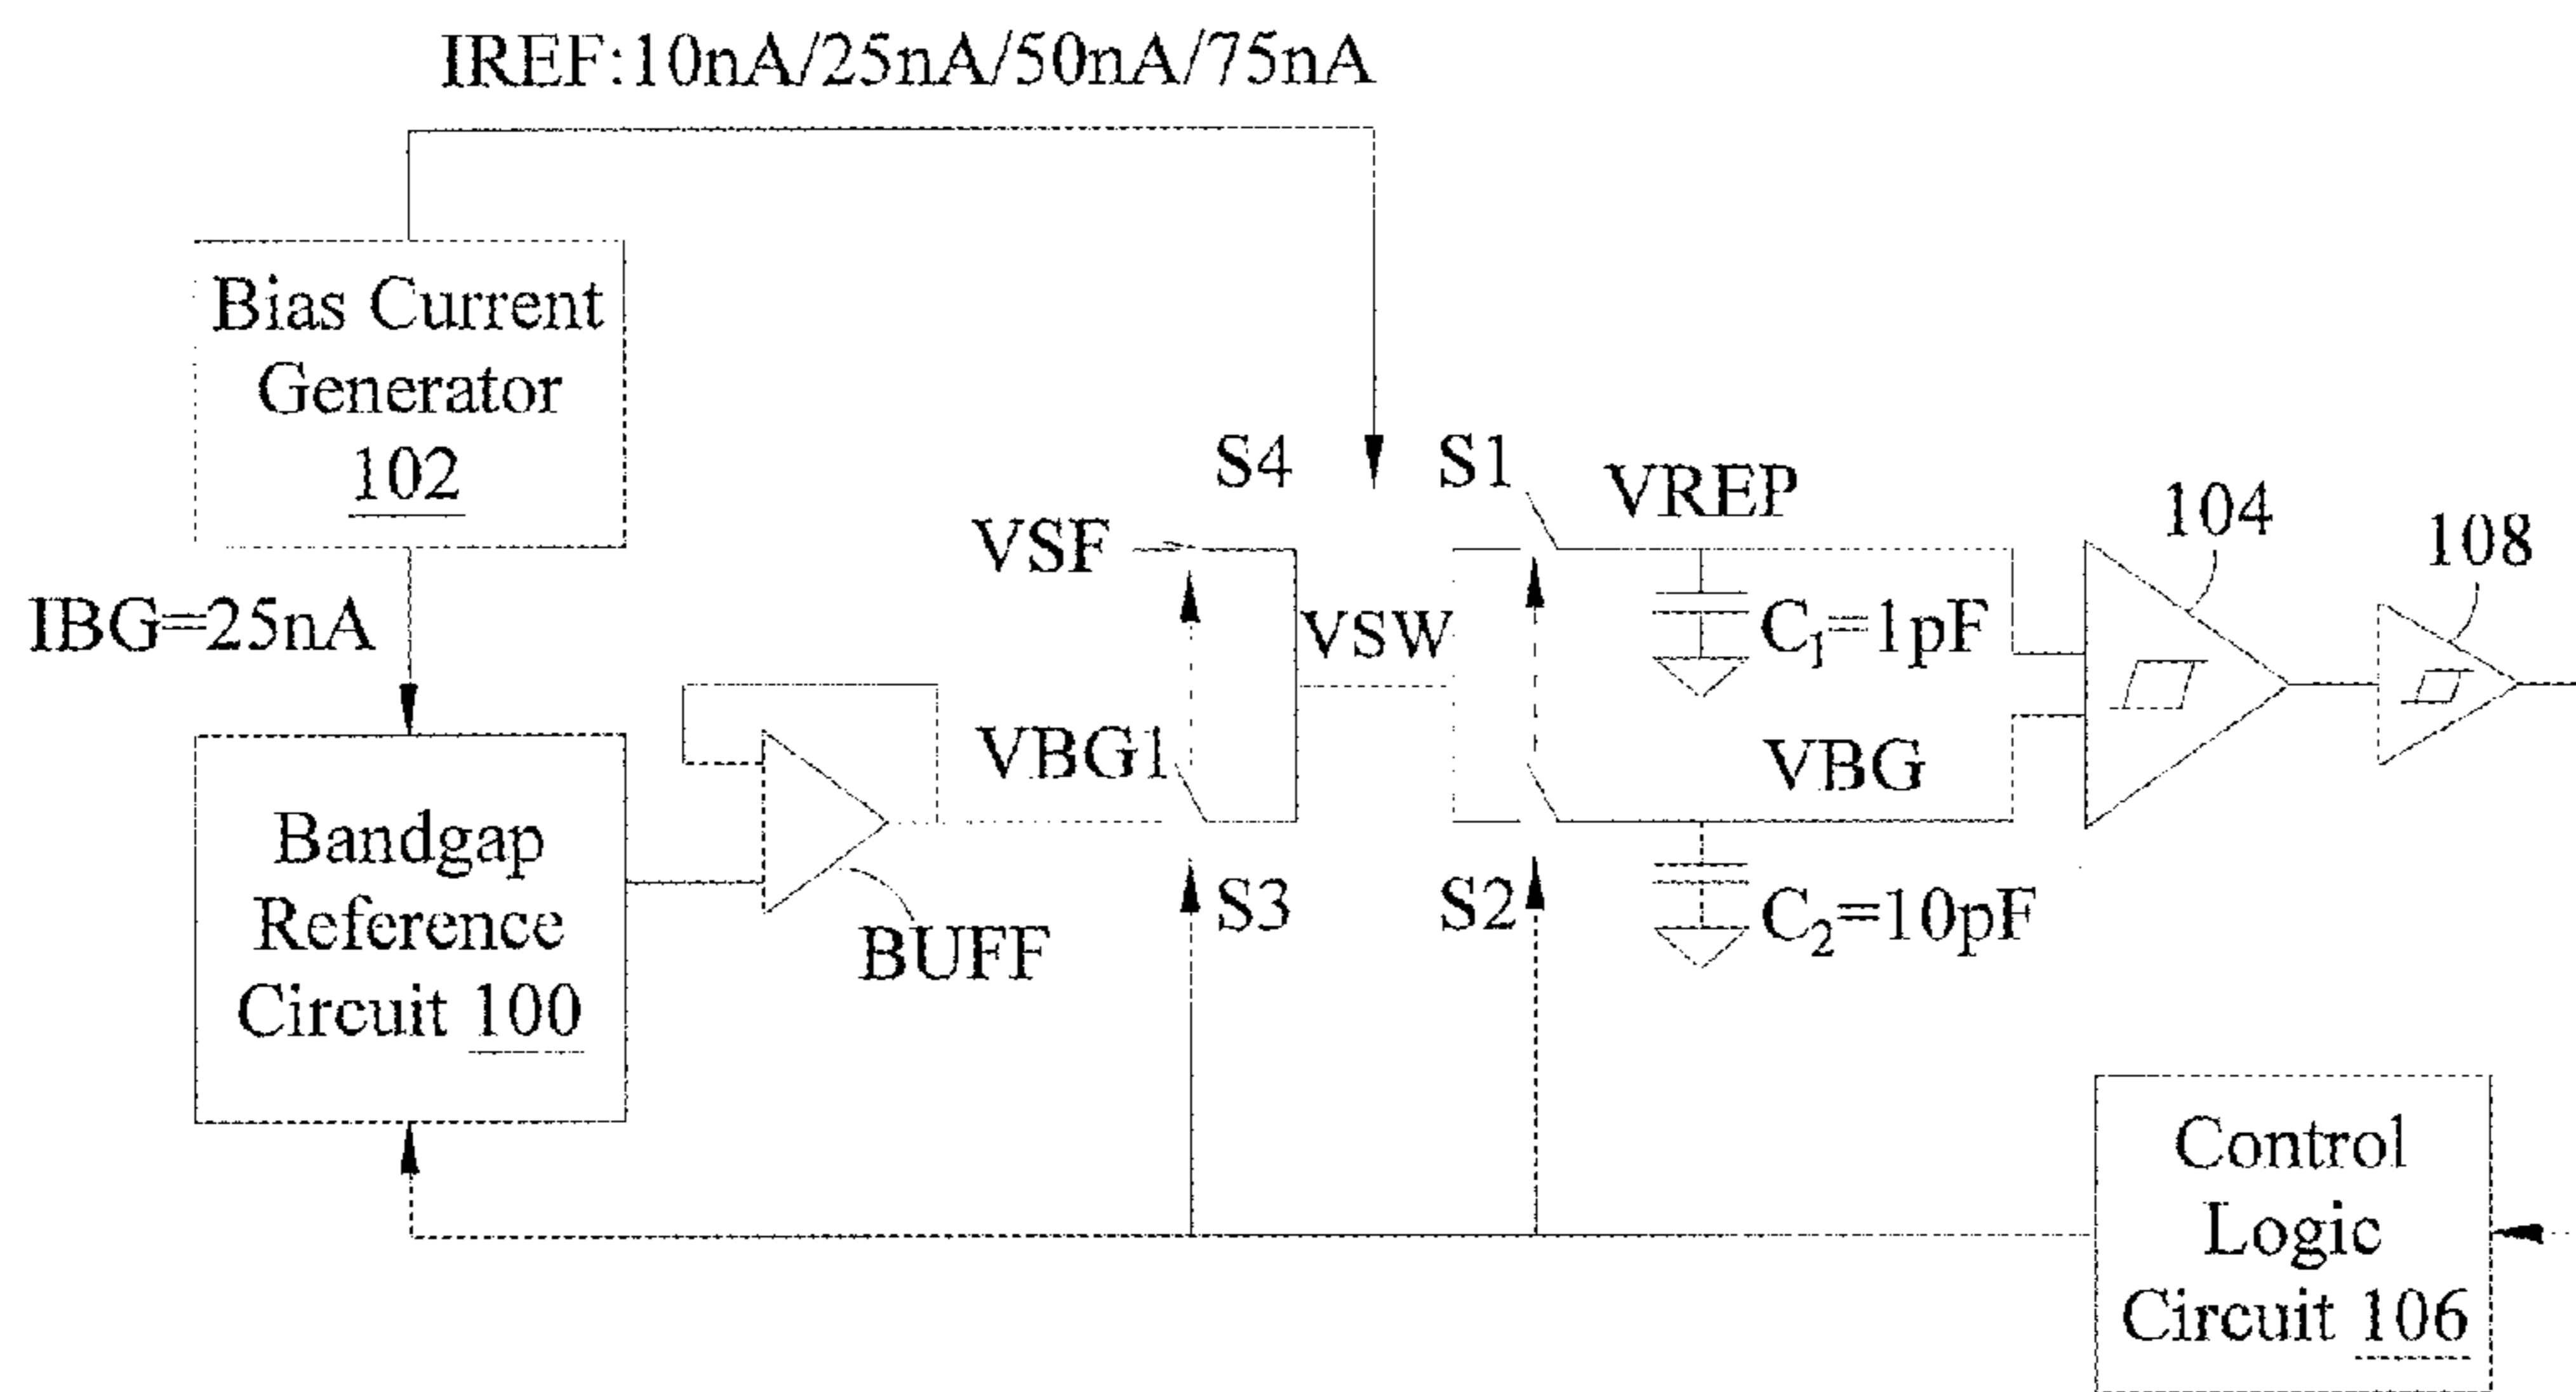 IREF:10nA/25nA/50nA/75nA
Bias Current
Generator
102
IBG=25nA
Bandgap
Reference
Circuit 100
BUFF
VBG1
VSF
S4
S3
VSW
S1
S2
VREP
C₁=1pF
VBG
C₂=10pF
104
108
Control
Logic
Circuit 106